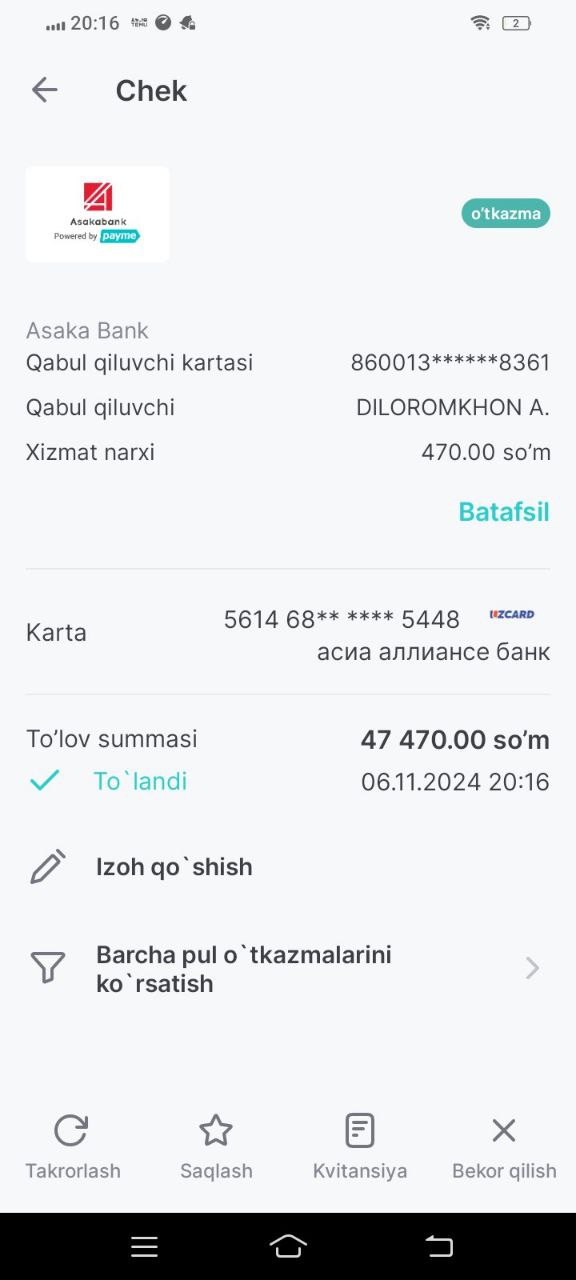 20:16
2
Chek
Asakabank
Powered by payme
o‘tkazma
Asaka Bank
Qabul qiluvchi kartasi 860013******8361
Qabul qiluvchi DILOROMKHON A.
Xizmat narxi 470.00 so‘m
Batafsil
Karta 5614 68** **** 5448 UZCARD
асиа аллиансе банк
To‘lov summasi 47 470.00 so‘m
To`landi 06.11.2024 20:16
Izoh qo`shish
Barcha pul o`tkazmalarini
ko`rsatish
Takrorlash Saqlash Kvitansiya Bekor qilish